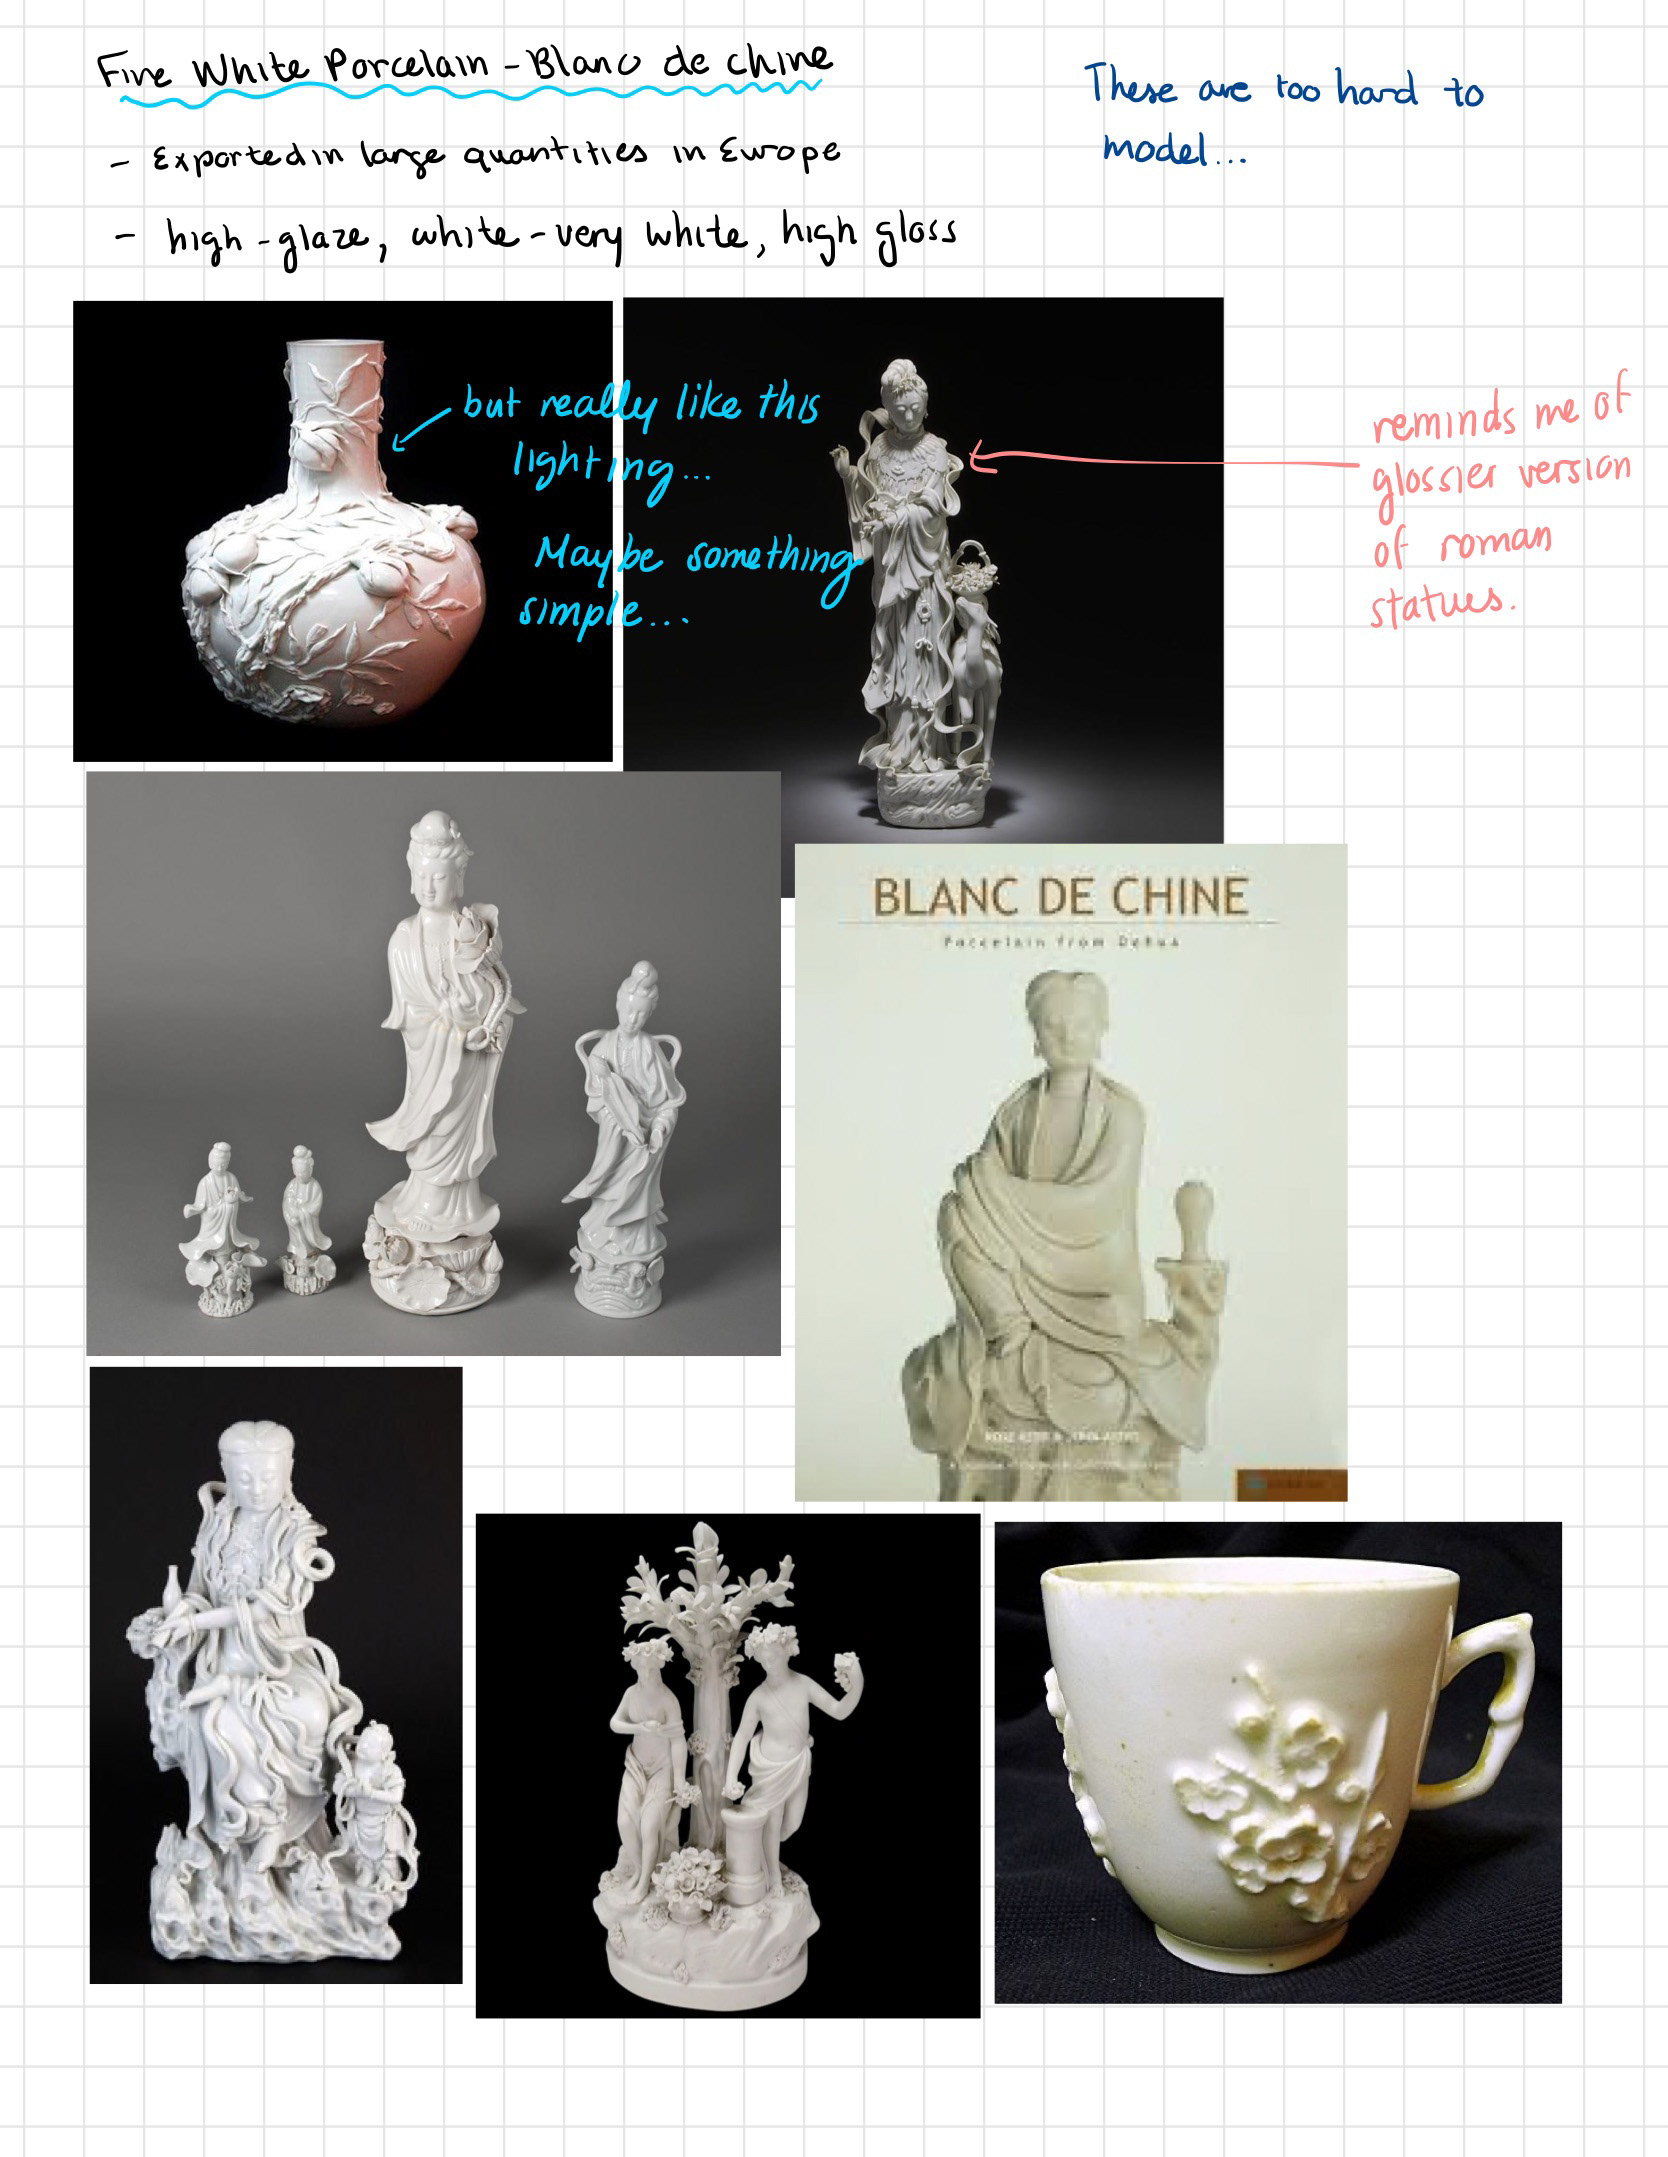 Fine White Porcelain - Blanc de chine
These are too hard to
model...
- Exported in large quantities in Europe
- high-glaze, white-very white, high gloss
but really like this
lighting...
Maybe something
simple...
reminds me of
glossier version
of roman
statues.
BLANC DE CHINE
Porcelain from Dehua